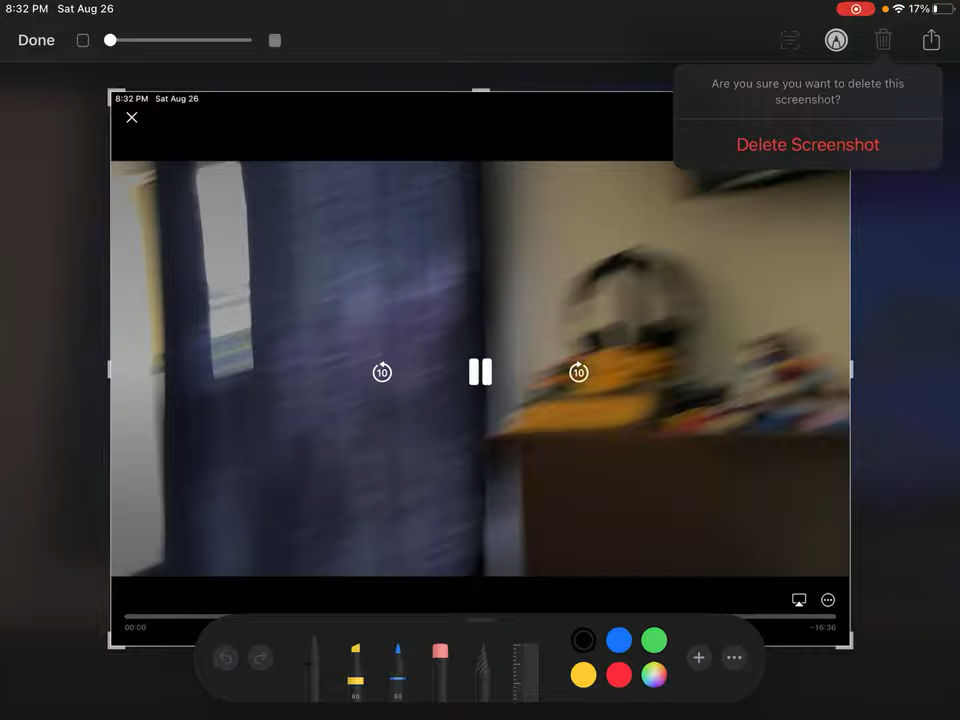 8:32 PM Sat Aug 26
17%
Done
Are you sure you want to delete this
screenshot?
Delete Screenshot
8:32 PM Sat Aug 26
10
10
00:00
-16:36
80
50